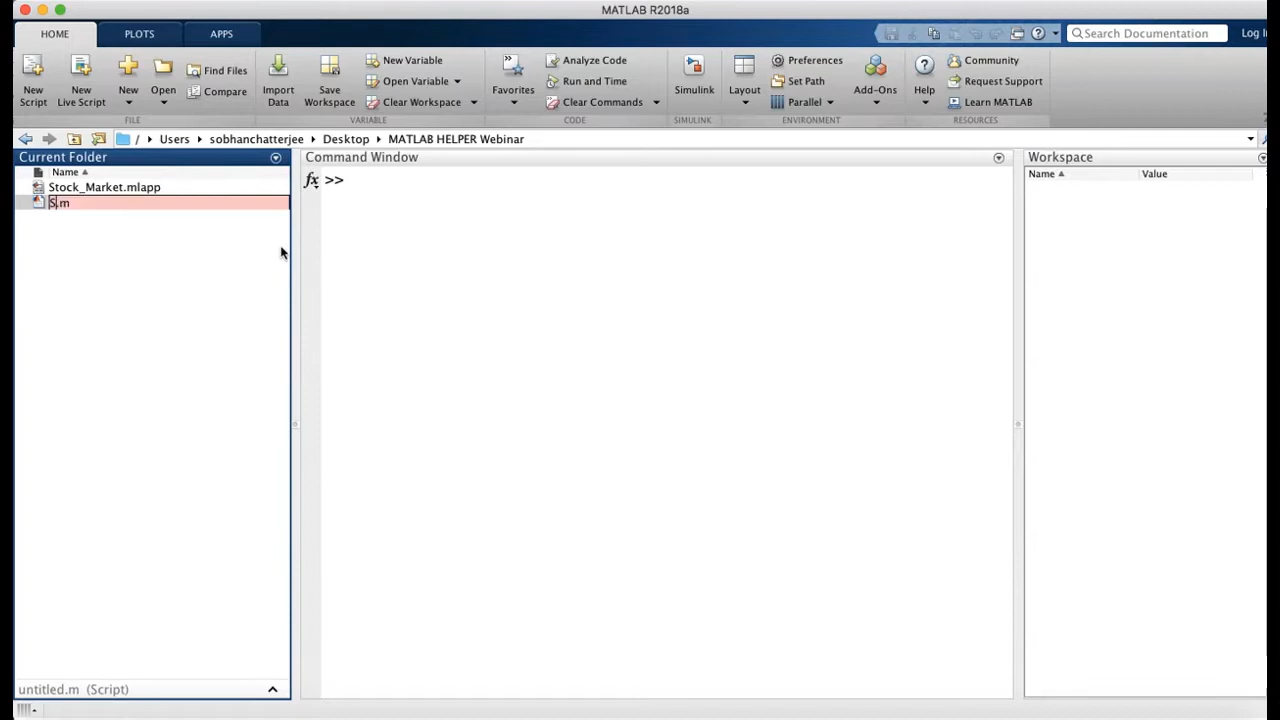 MATLAB R2018a
HOME
PLOTS
APPS
Search Documentation
Log I
New Script
New Live Script
New
Open
Find Files
Compare
Import Data
Save Workspace
New Variable
Open Variable
Clear Workspace
Favorites
Analyze Code
Run and Time
Clear Commands
Simulink
Layout
Preferences
Set Path
Parallel
Add-Ons
Help
Community
Request Support
Learn MATLAB
FILE
VARIABLE
CODE
SIMULINK
ENVIRONMENT
RESOURCES
/ Users sobhanchatterjee Desktop MATLAB HELPER Webinar
Current Folder
Name
Stock_Market.mlapp
S.m
untitled.m (Script)
Command Window
fx >>
Workspace
Name Value